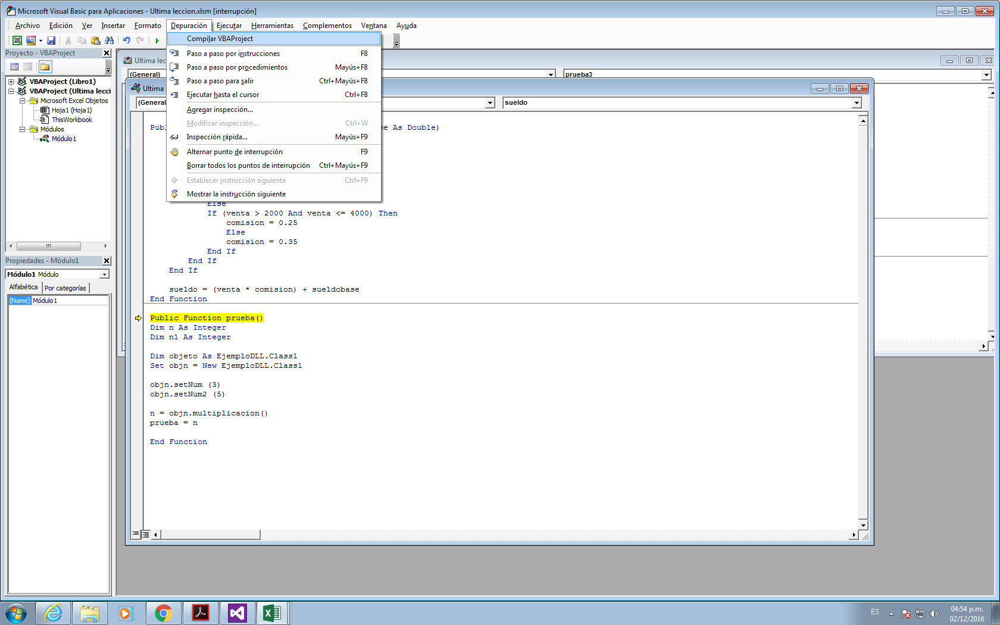 Microsoft Visual Basic para Aplicaciones - Ultima leccion.xlsm [interrupción]
Archivo Edición Ver Insertar Formato Depuración Ejecutar Herramientas Complementos Ventana Ayuda
Compilar VBAProject
Paso a paso por instrucciones F8
Paso a paso por procedimientos Mayús+F8
Paso a paso para salir Ctrl+Mayús+F8
Ejecutar hasta el cursor Ctrl+F8
Agregar inspección...
Modificar inspección... Ctrl+W
Inspección rápida... Mayús+F9
Alternar punto de interrupción F9
Borrar todos los puntos de interrupción Ctrl+Mayús+F9
Establecer instrucción siguiente Ctrl+F9
Mostrar la instrucción siguiente
Proyecto - VBAProject
VBAProject (Libro1)
VBAProject (Ultima lecci
Microsoft Excel Objetos
Hoja1 (Hoja1)
ThisWorkbook
Módulos
Módulo1
Propiedades - Módulo1
Módulo1 Módulo
Alfabética Por categorías
(Name) Módulo1
Ultima lec
(General) prueba3
Ultima
(General sueldo
Publ se As Double)
Else
If (venta > 2000 And venta <= 4000) Then
comision = 0.25
Else
comision = 0.35
End If
End If
End If
sueldo = (venta * comision) + sueldobase
End Function
Public Function prueba()
Dim n As Integer
Dim n1 As Integer
Dim objeto As EjemploDLL.Class1
Set objn = New EjemploDLL.Class1
objn.setNum (3)
objn.setNum2 (5)
n = objn.multiplicacion()
prueba = n
End Function
ES
04:54 p.m.
02/12/2016